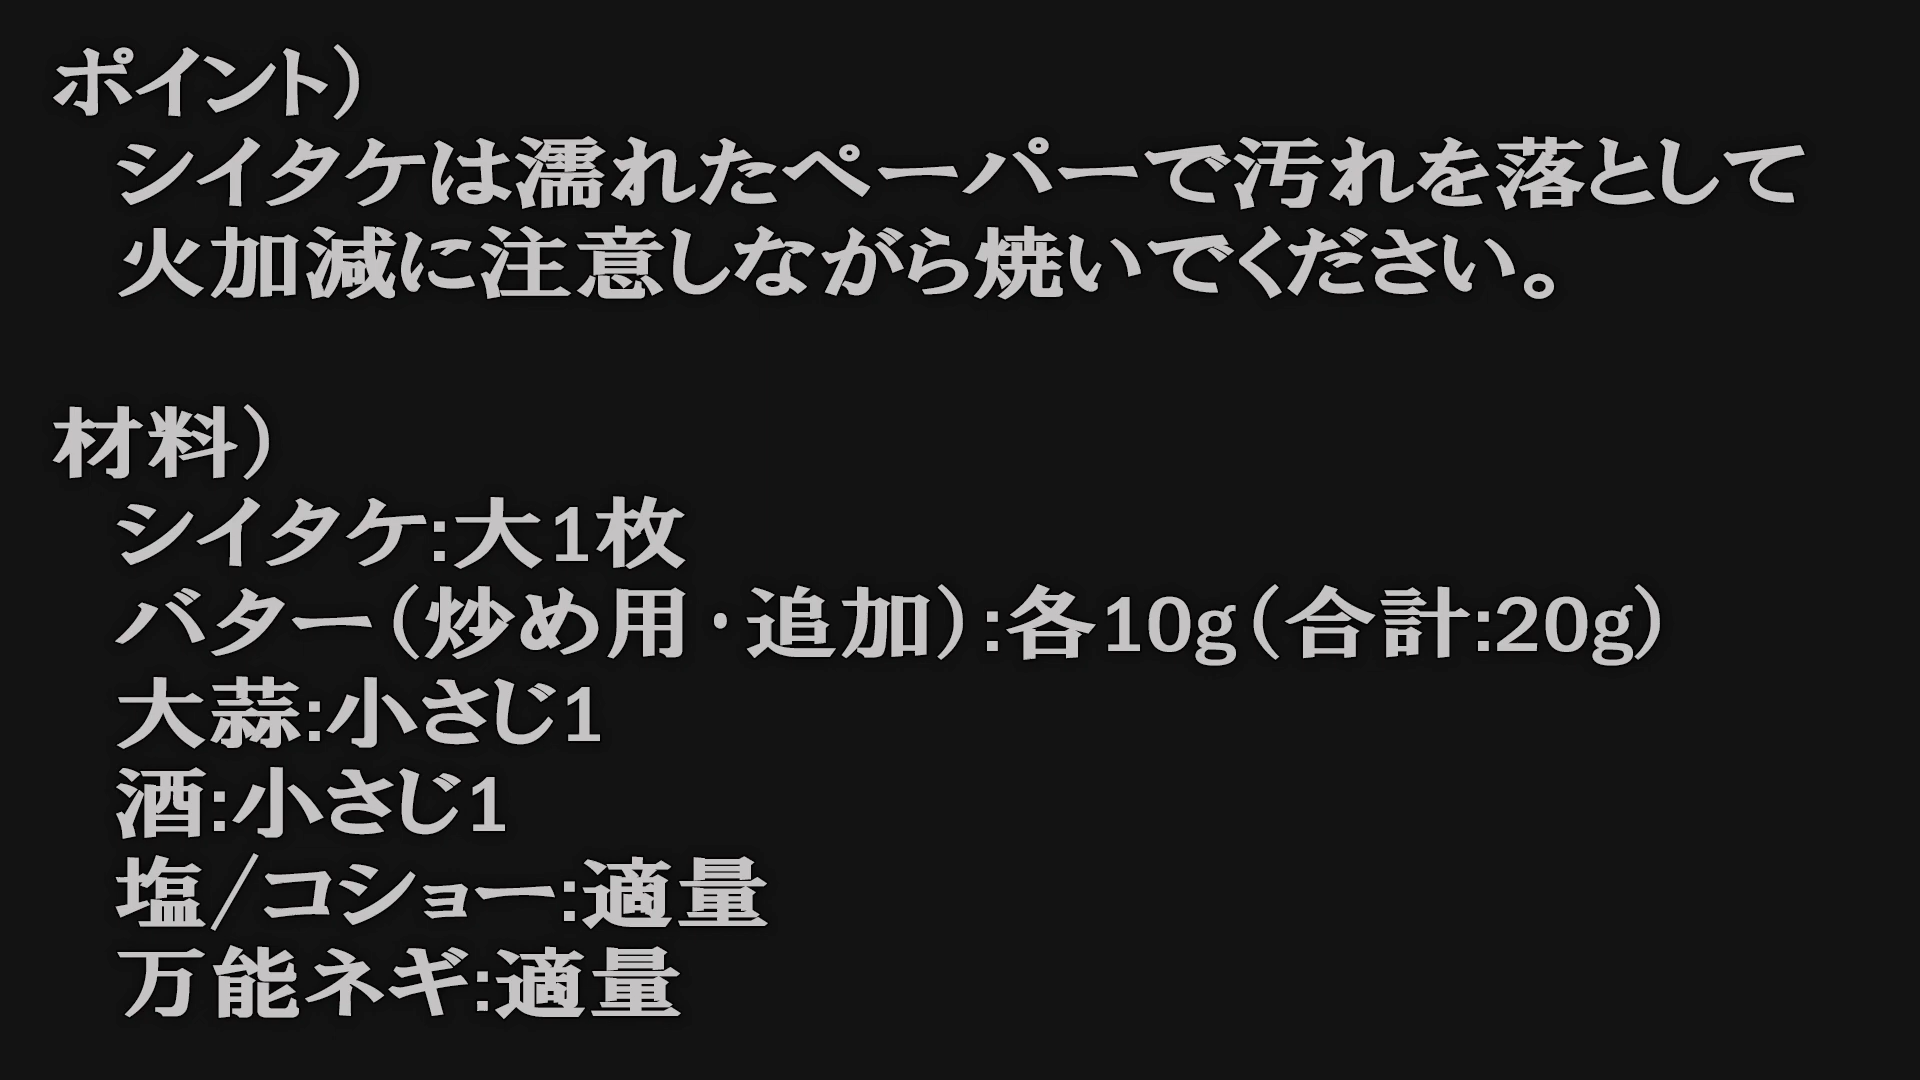 ポイント）
シイタケは濡れたペーパーで汚れを落として
火加減に注意しながら焼いでください。
材料）
シイタケ:大1枚
バター（炒め用・追加）:各10g（合計:20g）
大蒜:小さじ1
酒:小さじ1
塩/コショー:適量
万能ネギ:適量